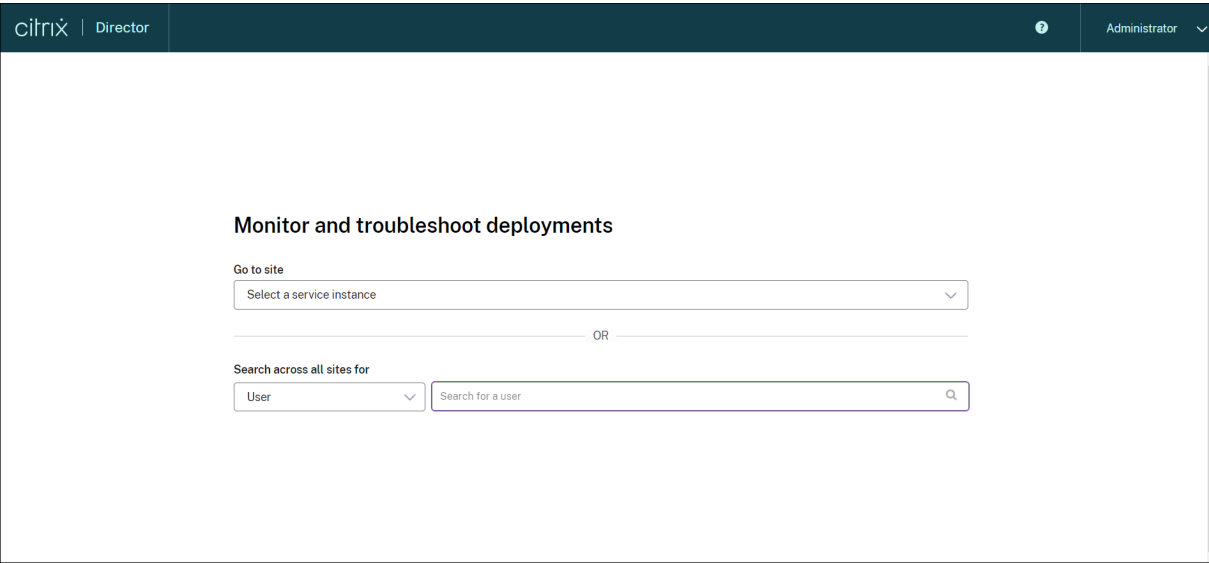 citrix | Director
? Administrator
Monitor and troubleshoot deployments
Go to site
Select a service instance
OR
Search across all sites for
User
Search for a user